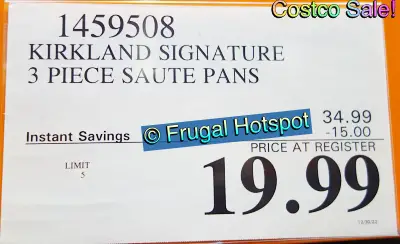 Costco Sale!
1459508
KIRKLAND SIGNATURE
3 PIECE SAUTE PANS
34.99
Instant Savings
-15.00
© Frugal Hotspot
PRICE AT REGISTER
LIMIT
5
19.99